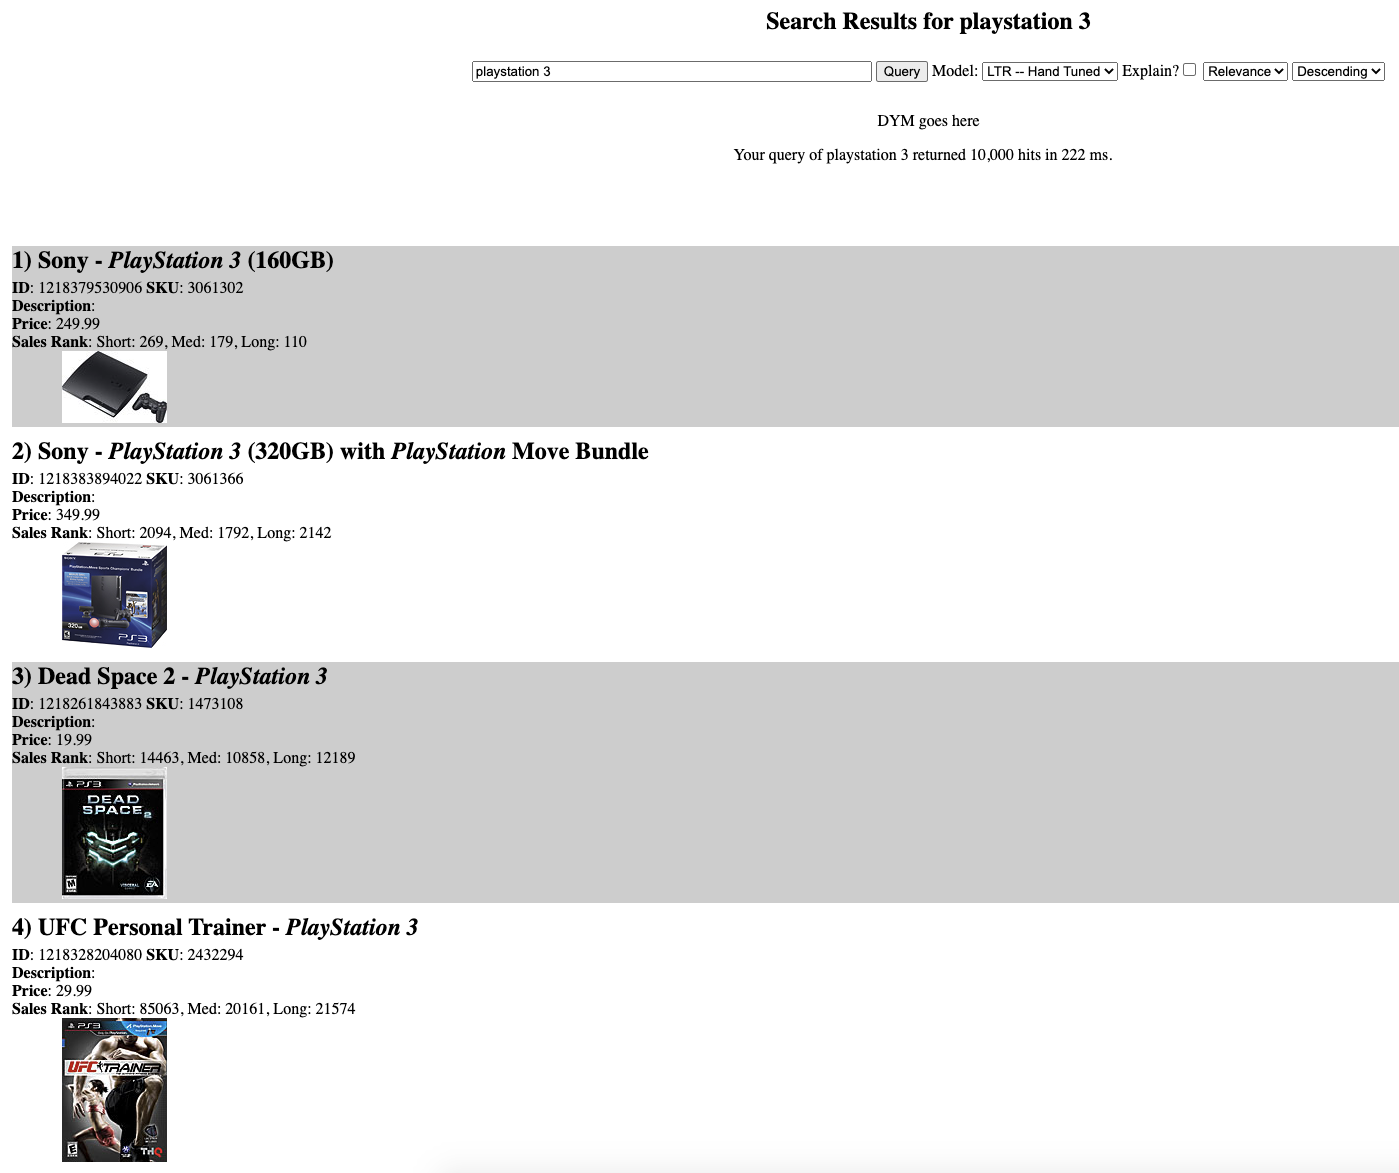 Search Results for playstation 3
playstation 3 Query Model: LTR -- Hand Tuned Explain? Relevance Descending
DYM goes here
Your query of playstation 3 returned 10,000 hits in 222 ms.
1) Sony - PlayStation 3 (160GB)
ID: 1218379530906 SKU: 3061302
Description:
Price: 249.99
Sales Rank: Short: 269, Med: 179, Long: 110
2) Sony - PlayStation 3 (320GB) with PlayStation Move Bundle
ID: 1218383894022 SKU: 3061366
Description:
Price: 349.99
Sales Rank: Short: 2094, Med: 1792, Long: 2142
PS3
320GB
PS3
3) Dead Space 2 - PlayStation 3
ID: 1218261843883 SKU: 1473108
Description:
Price: 19.99
Sales Rank: Short: 14463, Med: 10858, Long: 12189
PS3
DEAD
SPACE 2
EA
4) UFC Personal Trainer - PlayStation 3
ID: 1218328204080 SKU: 2432294
Description:
Price: 29.99
Sales Rank: Short: 85063, Med: 20161, Long: 21574
PS3
UFC TRAINER
E
THQ